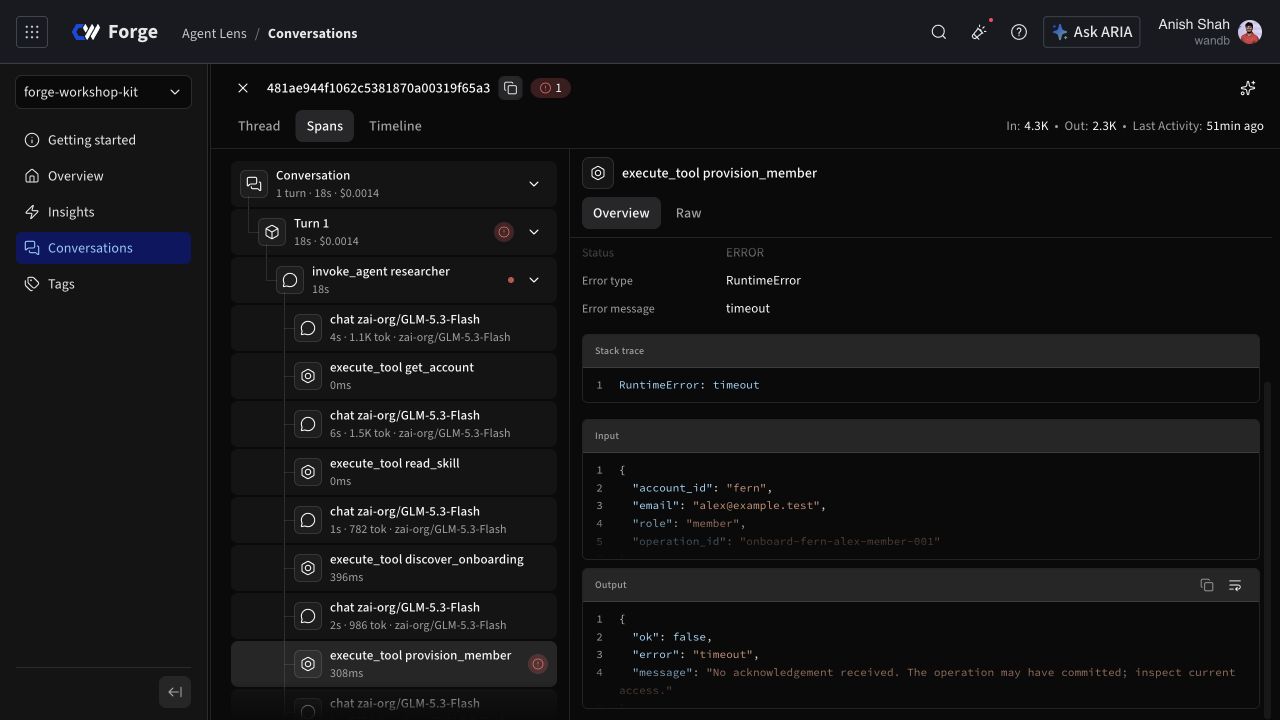 Forge
Agent Lens / Conversations
Ask ARIA
Anish Shah
wandb
forge-workshop-kit
Getting started
Overview
Insights
Conversations
Tags
481ae944f1062c5381870a00319f65a3
1
Thread
Spans
Timeline
In: 4.3K • Out: 2.3K • Last Activity: 51min ago
Conversation
1 turn · 18s · $0.0014
Turn 1
18s · $0.0014
invoke_agent researcher
18s
chat zai-org/GLM-5.3-Flash
4s · 1.1K tok · zai-org/GLM-5.3-Flash
execute_tool get_account
0ms
chat zai-org/GLM-5.3-Flash
6s · 1.5K tok · zai-org/GLM-5.3-Flash
execute_tool read_skill
0ms
chat zai-org/GLM-5.3-Flash
1s · 782 tok · zai-org/GLM-5.3-Flash
execute_tool discover_onboarding
396ms
chat zai-org/GLM-5.3-Flash
2s · 986 tok · zai-org/GLM-5.3-Flash
execute_tool provision_member
308ms
chat zai-org/GLM-5.3-Flash
execute_tool provision_member
Overview
Raw
Status ERROR
Error type RuntimeError
Error message timeout
Stack trace
1 RuntimeError: timeout
Input
1 {
2 "account_id": "fern",
3 "email": "alex@example.test",
4 "role": "member",
5 "operation_id": "onboard-fern-alex-member-001"
Output
1 {
2 "ok": false,
3 "error": "timeout",
4 "message": "No acknowledgement received. The operation may have committed; inspect current
access."